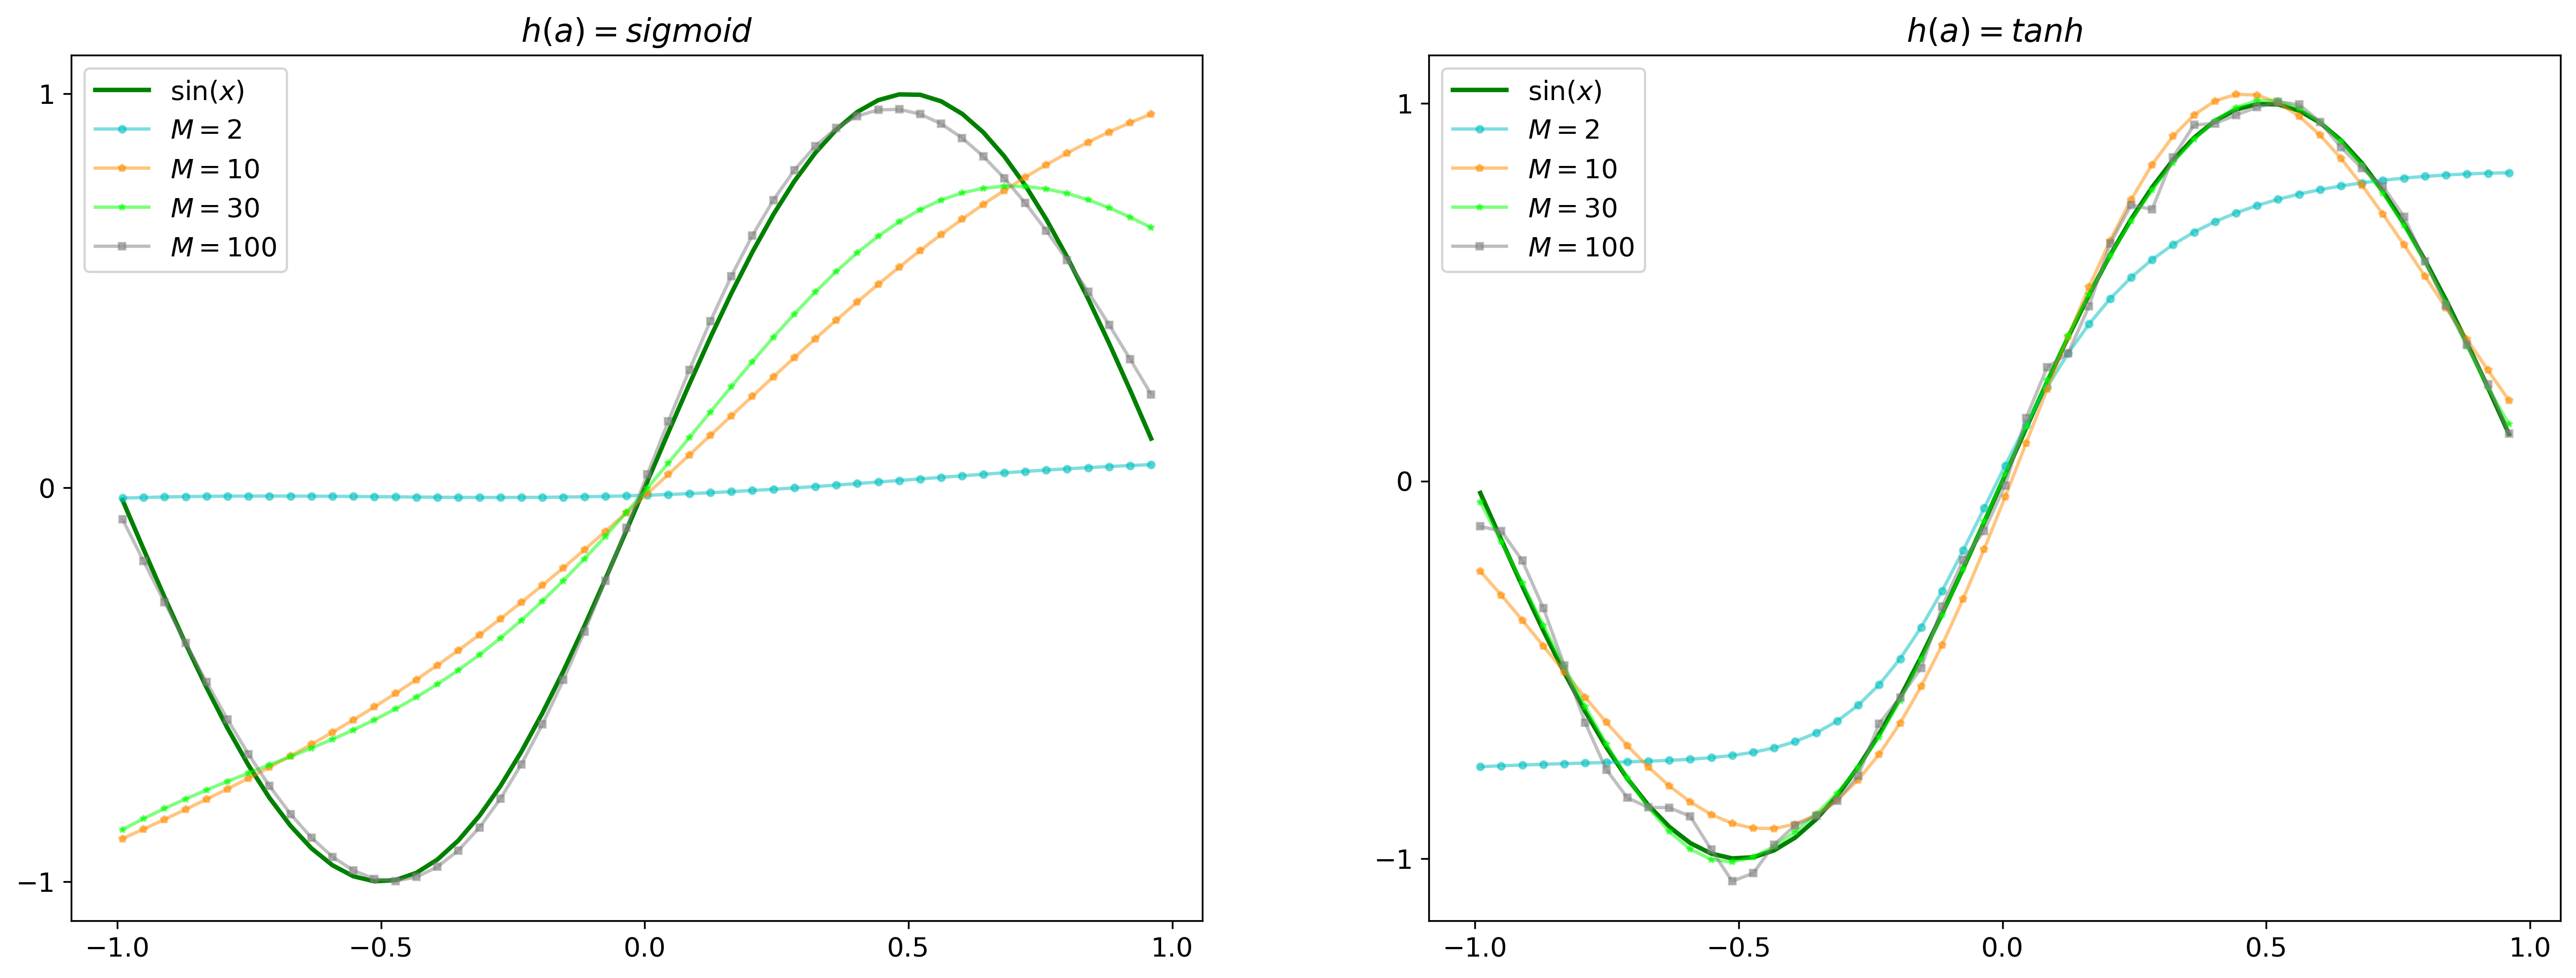 h(a) = sigmoid
sin(x)
M = 2
M = 10
M = 30
M = 100
1
0
−1
−1.0 −0.5 0.0 0.5 1.0
h(a) = tanh
sin(x)
M = 2
M = 10
M = 30
M = 100
1
0
−1
−1.0 −0.5 0.0 0.5 1.0